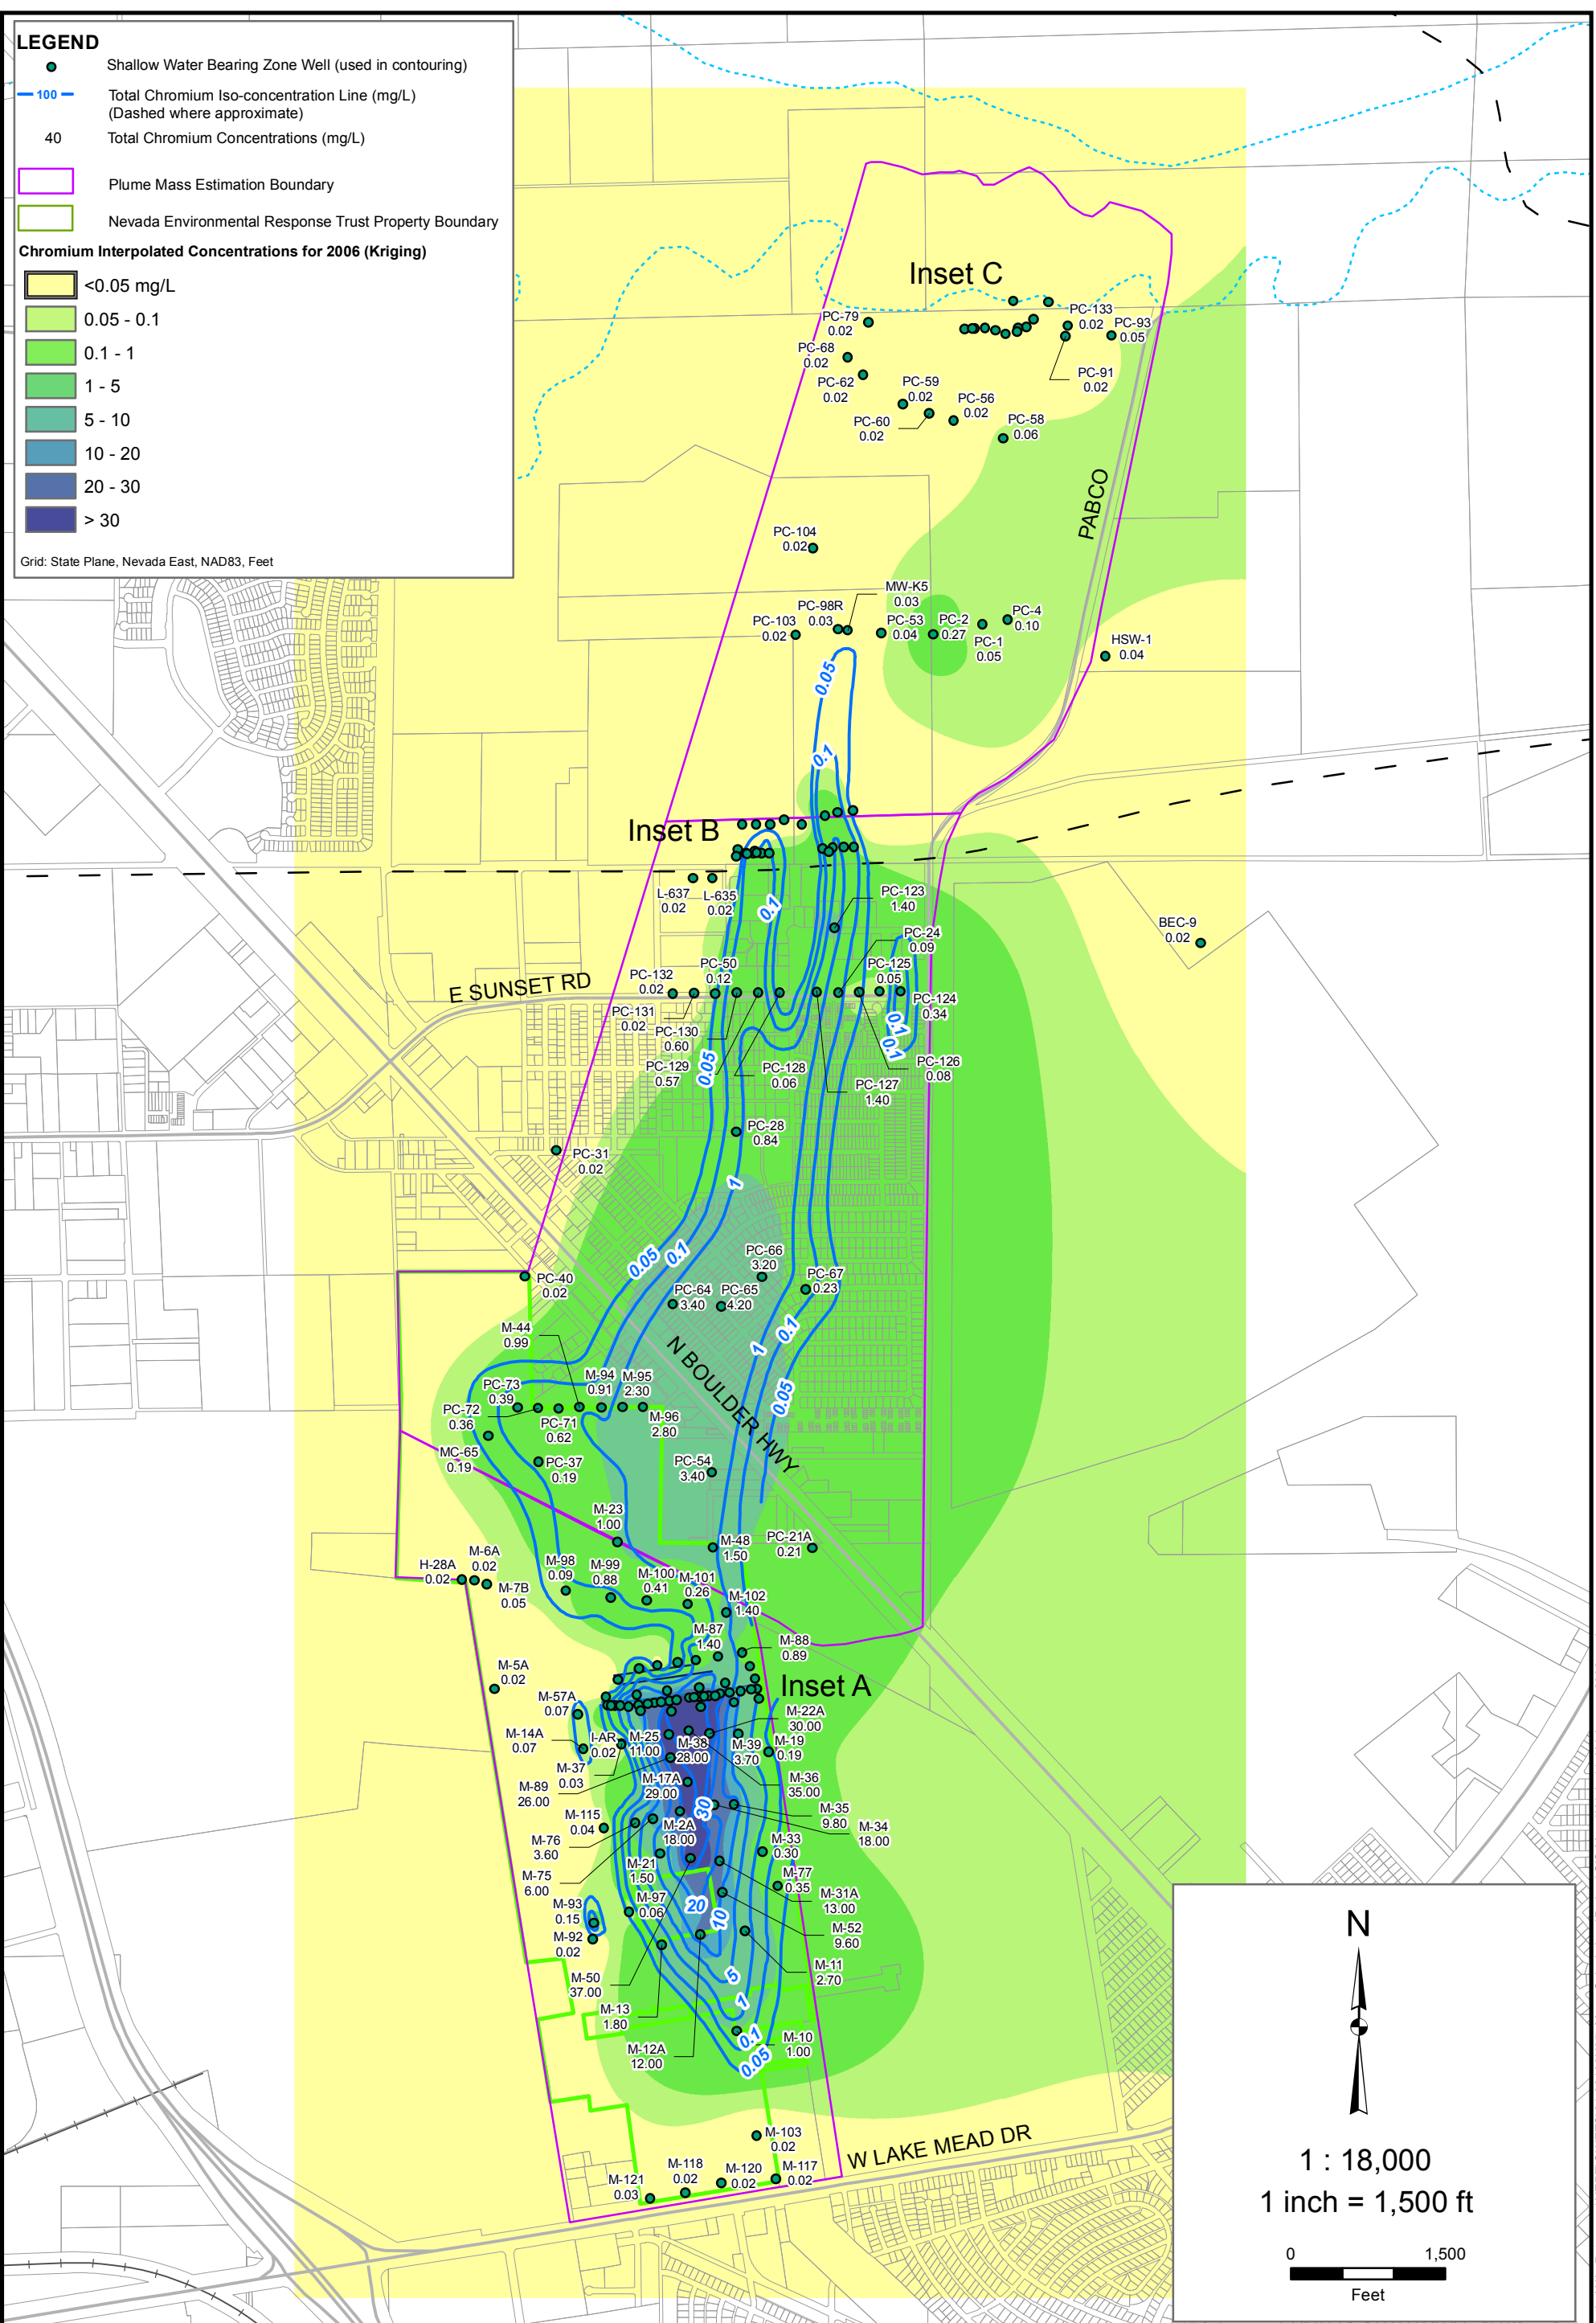 LEGEND
Shallow Water Bearing Zone Well (used in contouring)
100
Total Chromium Iso-concentration Line (mg/L)
(Dashed where approximate)
40
Total Chromium Concentrations (mg/L)
Plume Mass Estimation Boundary
Nevada Environmental Response Trust Property Boundary
Chromium Interpolated Concentrations for 2006 (Kriging)
<0.05 mg/L
0.05 - 0.1
0.1 - 1
1 - 5
5 - 10
10 - 20
20 - 30
> 30
Grid: State Plane, Nevada East, NAD83, Feet
Inset C
PC-79
0.02
PC-133
0.02
PC-93
0.05
PC-68
0.02
PC-91
0.02
PC-62
0.02
PC-59
0.02
PC-56
0.02
PC-60
0.02
PC-58
0.06
PABCO
PC-104
0.02
MW-K5
0.03
PC-98R
0.03
PC-103
0.02
PC-53
0.04
PC-2
0.27
PC-4
0.10
PC-1
0.05
HSW-1
0.04
0.05
0.1
Inset B
L-637
0.02
L-635
0.02
0.1
PC-123
1.40
PC-24
0.09
BEC-9
0.02
E SUNSET RD
PC-132
0.02
PC-50
0.12
PC-125
0.05
PC-124
0.34
PC-131
0.02
PC-130
0.60
0.1
0.1
PC-129
0.57
0.05
PC-128
0.06
PC-126
0.08
PC-127
1.40
PC-28
0.84
PC-31
0.02
1
0.05
0.1
PC-66
3.20
PC-40
0.02
PC-64
3.40
PC-65
4.20
PC-67
0.23
M-44
0.99
1
0.1
N BOULDER HWY
PC-73
0.39
M-94
0.91
M-95
2.30
0.05
PC-72
0.36
PC-71
0.62
M-96
2.80
MC-65
0.19
PC-37
0.19
PC-54
3.40
M-23
1.00
M-48
1.50
PC-21A
0.21
H-28A
0.02
M-6A
0.02
M-7B
0.05
M-98
0.09
M-99
0.88
M-100
0.41
M-101
0.26
M-102
1.40
M-87
1.40
M-88
0.89
M-5A
0.02
Inset A
M-57A
0.07
M-22A
30.00
M-14A
0.07
I-AR
0.02
M-25
11.00
M-38
28.00
M-39
3.70
M-19
0.19
M-37
0.03
M-89
26.00
M-17A
29.00
M-36
35.00
30
M-35
9.80
M-115
0.04
M-34
18.00
M-76
3.60
M-2A
18.00
M-33
0.30
M-21
1.50
M-75
6.00
M-77
0.35
M-31A
13.00
M-93
0.15
M-97
0.06
20
10
M-52
9.60
M-92
0.02
M-11
2.70
M-50
37.00
5
M-13
1.80
1
0.1
M-10
1.00
M-12A
12.00
0.05
M-103
0.02
W LAKE MEAD DR
M-121
0.03
M-118
0.02
M-120
0.02
M-117
0.02
N
1 : 18,000
1 inch = 1,500 ft
0
1,500
Feet